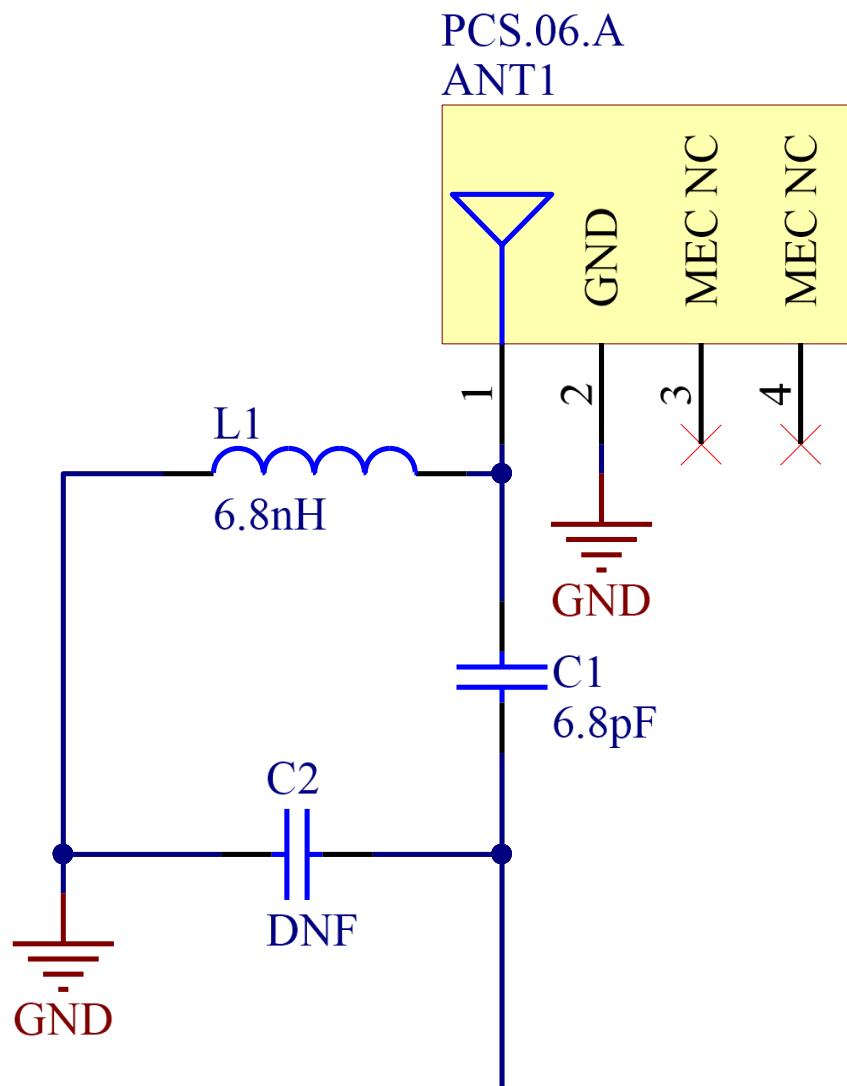 PCS.06.A
ANT1
GND
MEC NC
MEC NC
1
2
3
4
L1
6.8nH
GND
C1
6.8pF
C2
DNF
GND